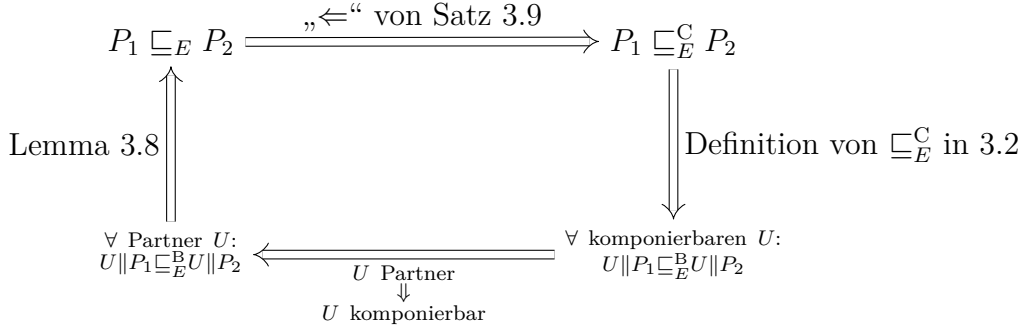 „⇐“ von Satz 3.9
P₁ ⊑_E P₂
P₁ ⊑_E^C P₂
Lemma 3.8
Definition von ⊑_E^C in 3.2
∀ Partner U:
U∥P₁⊑_E^B U∥P₂
∀ komponierbaren U:
U∥P₁⊑_E^B U∥P₂
U Partner
⇓
U komponierbar